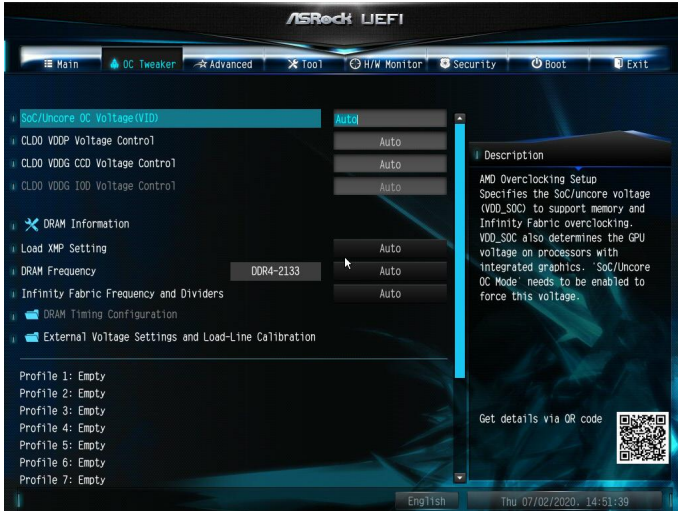 ASRock UEFI
Main OC Tweaker Advanced Tool H/W Monitor Security Boot Exit
SoC/Uncore OC Voltage(VID) Auto
CLDO VDDP Voltage Control Auto
CLDO VDDG CCD Voltage Control Auto
CLDO VDDG IOD Voltage Control Auto
DRAM Information
Load XMP Setting Auto
DRAM Frequency DDR4-2133 Auto
Infinity Fabric Frequency and Dividers Auto
DRAM Timing Configuration
External Voltage Settings and Load-Line Calibration
Profile 1: Empty
Profile 2: Empty
Profile 3: Empty
Profile 4: Empty
Profile 5: Empty
Profile 6: Empty
Profile 7: Empty
Description
AMD Overclocking Setup
Specifies the SoC/uncore voltage
(VDD_SOC) to support memory and
Infinity Fabric overclocking.
VDD_SOC also determines the GPU
voltage on processors with
integrated graphics. 'SoC/Uncore
OC Mode' needs to be enabled to
force this voltage.
Get details via QR code
English
Thu 07/02/2020. 14:51:39